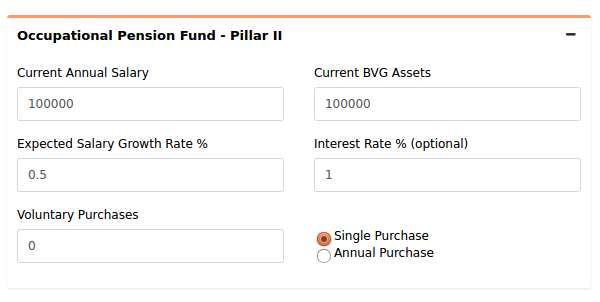 Occupational Pension Fund - Pillar II
Current Annual Salary
Current BVG Assets
100000
100000
Expected Salary Growth Rate %
Interest Rate % (optional)
0.5
1
Voluntary Purchases
0
Single Purchase
Annual Purchase